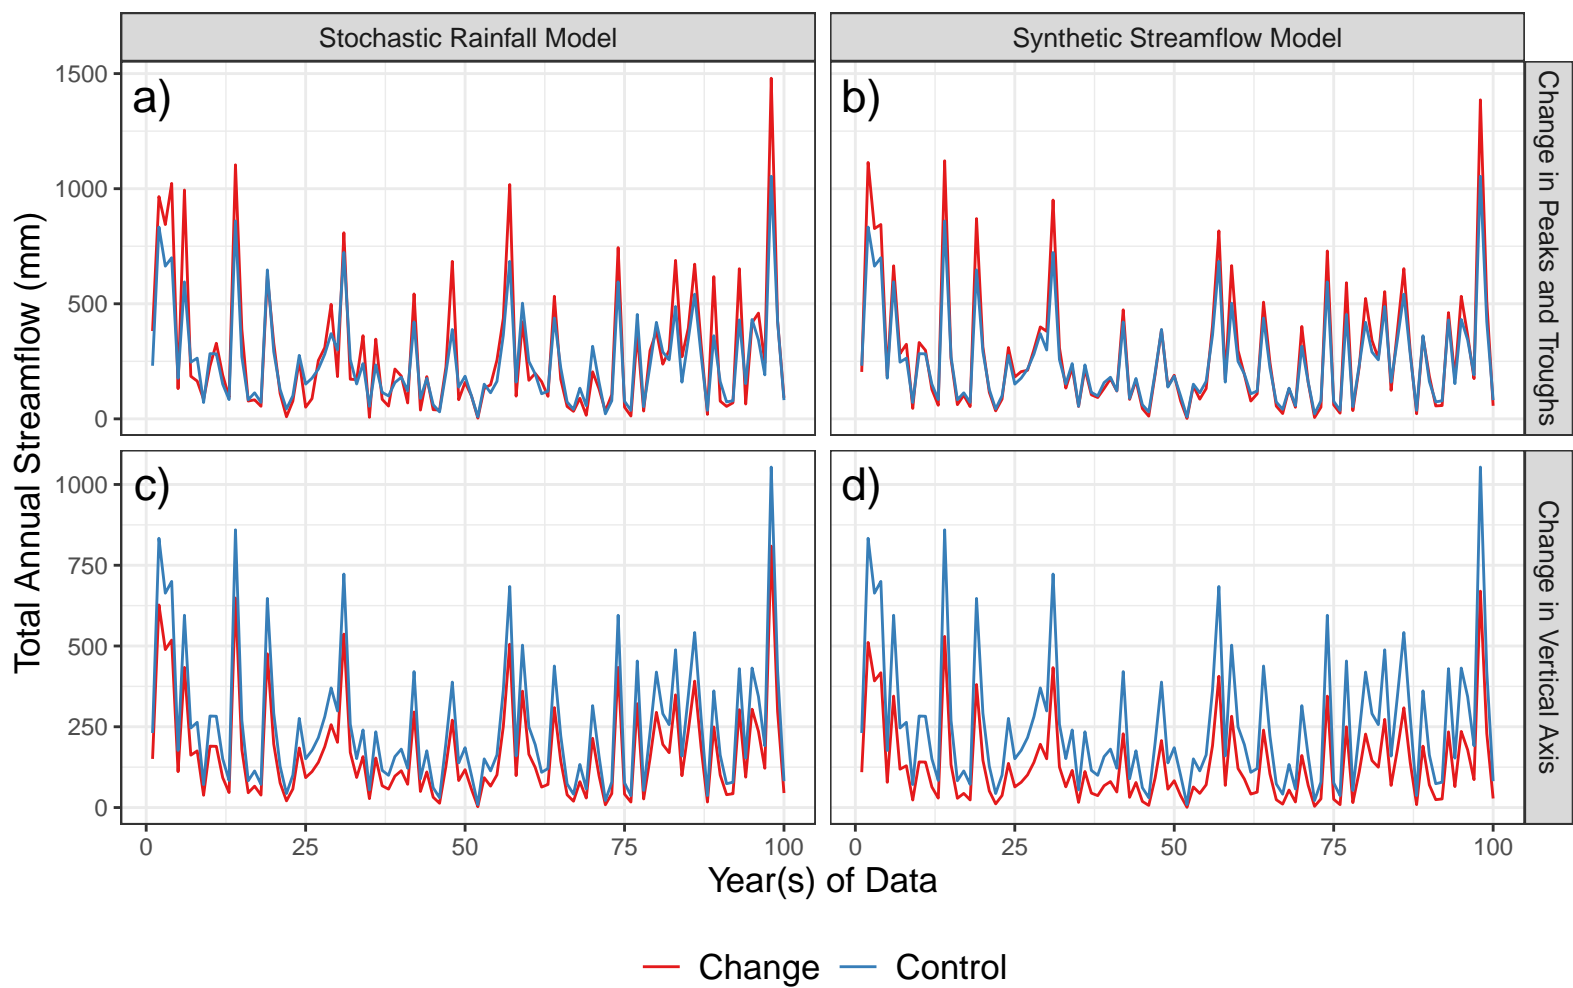 Stochastic Rainfall Model
Synthetic Streamflow Model
a)
b)
1500
1000
500
0
Change in Peaks and Troughs
Total Annual Streamflow (mm)
c)
d)
1000
750
500
250
0
Change in Vertical Axis
0 25 50 75 100
0 25 50 75 100
Year(s) of Data
Change Control